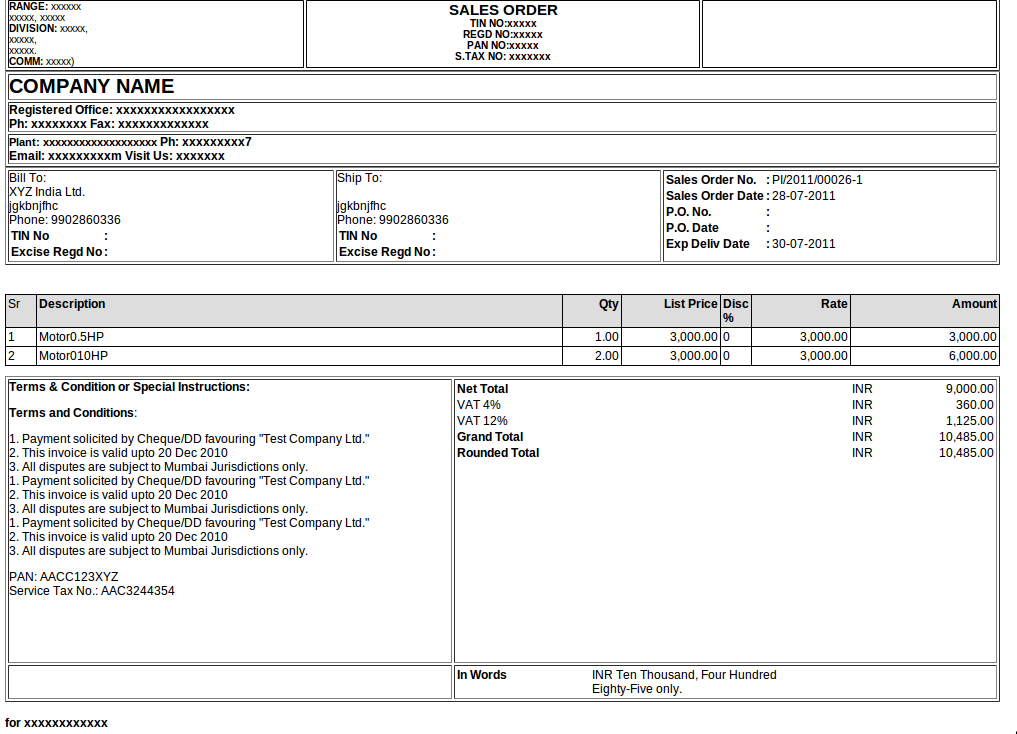 RANGE: xxxxxx
xxxxx, xxxxx
DIVISION: xxxxx,
xxxxx,
xxxxx.
COMM: xxxxx)
SALES ORDER
TIN NO:xxxxx
REGD NO:xxxxx
PAN NO:xxxxx
S.TAX NO: xxxxxxx
COMPANY NAME
Registered Office: xxxxxxxxxxxxxxxxx
Ph: xxxxxxxx Fax: xxxxxxxxxxxxx
Plant: xxxxxxxxxxxxxxxxxxx Ph: xxxxxxxxx7
Email: xxxxxxxxxm Visit Us: xxxxxxx
Bill To:
XYZ India Ltd.
jgkbnjfhc
Phone: 9902860336
TIN No :
Excise Regd No :
Ship To:
jgkbnjfhc
Phone: 9902860336
TIN No :
Excise Regd No :
Sales Order No. : PI/2011/00026-1
Sales Order Date : 28-07-2011
P.O. No. :
P.O. Date :
Exp Deliv Date : 30-07-2011
Sr Description Qty List Price Disc % Rate Amount
1 Motor0.5HP 1.00 3,000.00 0 3,000.00 3,000.00
2 Motor010HP 2.00 3,000.00 0 3,000.00 6,000.00
Terms & Condition or Special Instructions:
Terms and Conditions:
1. Payment solicited by Cheque/DD favouring "Test Company Ltd."
2. This invoice is valid upto 20 Dec 2010
3. All disputes are subject to Mumbai Jurisdictions only.
1. Payment solicited by Cheque/DD favouring "Test Company Ltd."
2. This invoice is valid upto 20 Dec 2010
3. All disputes are subject to Mumbai Jurisdictions only.
1. Payment solicited by Cheque/DD favouring "Test Company Ltd."
2. This invoice is valid upto 20 Dec 2010
3. All disputes are subject to Mumbai Jurisdictions only.
PAN: AACC123XYZ
Service Tax No.: AAC3244354
Net Total INR 9,000.00
VAT 4% INR 360.00
VAT 12% INR 1,125.00
Grand Total INR 10,485.00
Rounded Total INR 10,485.00
In Words INR Ten Thousand, Four Hundred
Eighty-Five only.
for xxxxxxxxxxxx